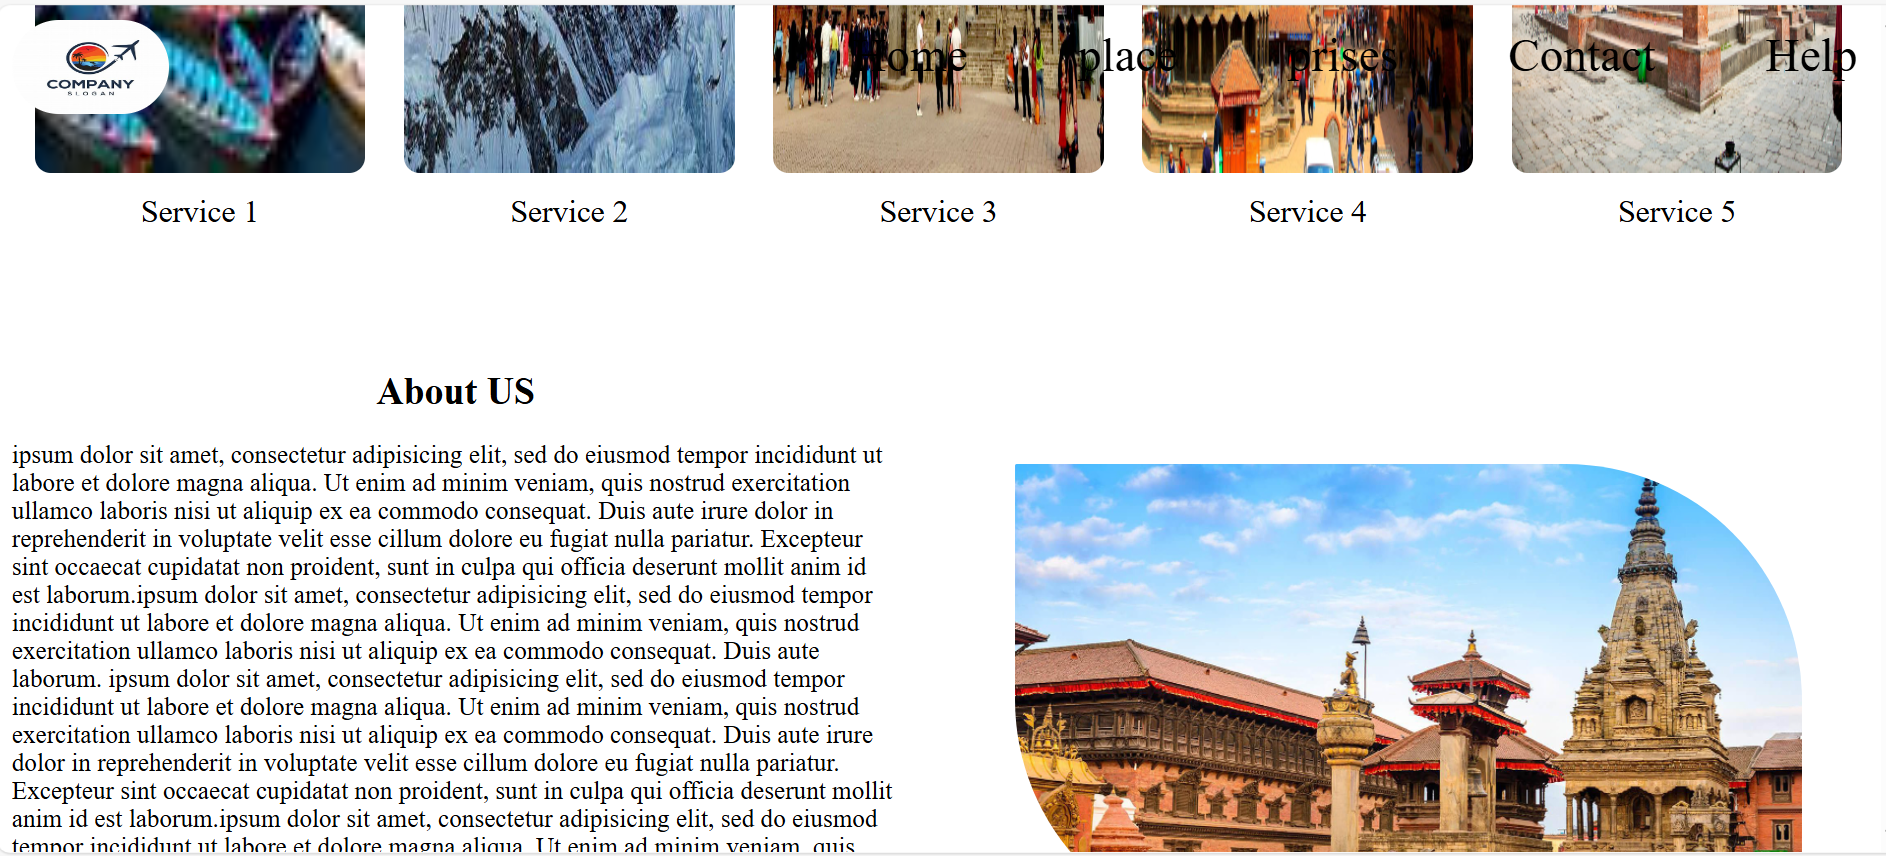 COMPANY
SLOGAN
Home place prises Contact Help
Service 1 Service 2 Service 3 Service 4 Service 5
About US
ipsum dolor sit amet, consectetur adipisicing elit, sed do eiusmod tempor incididunt ut
labore et dolore magna aliqua. Ut enim ad minim veniam, quis nostrud exercitation
ullamco laboris nisi ut aliquip ex ea commodo consequat. Duis aute irure dolor in
reprehenderit in voluptate velit esse cillum dolore eu fugiat nulla pariatur. Excepteur
sint occaecat cupidatat non proident, sunt in culpa qui officia deserunt mollit anim id
est laborum.ipsum dolor sit amet, consectetur adipisicing elit, sed do eiusmod tempor
incididunt ut labore et dolore magna aliqua. Ut enim ad minim veniam, quis nostrud
exercitation ullamco laboris nisi ut aliquip ex ea commodo consequat. Duis aute
laborum. ipsum dolor sit amet, consectetur adipisicing elit, sed do eiusmod tempor
incididunt ut labore et dolore magna aliqua. Ut enim ad minim veniam, quis nostrud
exercitation ullamco laboris nisi ut aliquip ex ea commodo consequat. Duis aute irure
dolor in reprehenderit in voluptate velit esse cillum dolore eu fugiat nulla pariatur.
Excepteur sint occaecat cupidatat non proident, sunt in culpa qui officia deserunt mollit
anim id est laborum.ipsum dolor sit amet, consectetur adipisicing elit, sed do eiusmod
tempor incididunt ut labore et dolore magna aliqua. Ut enim ad minim veniam, quis